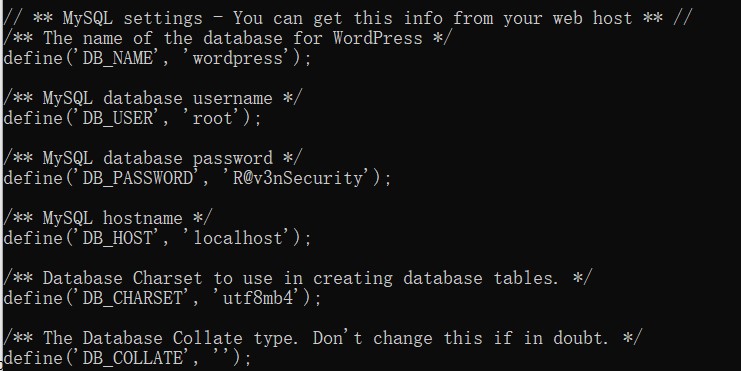 // ** MySQL settings - You can get this info from your web host ** //
/** The name of the database for WordPress */
define('DB_NAME', 'wordpress');
/** MySQL database username */
define('DB_USER', 'root');
/** MySQL database password */
define('DB_PASSWORD', 'R@v3nSecurity');
/** MySQL hostname */
define('DB_HOST', 'localhost');
/** Database Charset to use in creating database tables. */
define('DB_CHARSET', 'utf8mb4');
/** The Database Collate type. Don't change this if in doubt. */
define('DB_COLLATE', '');